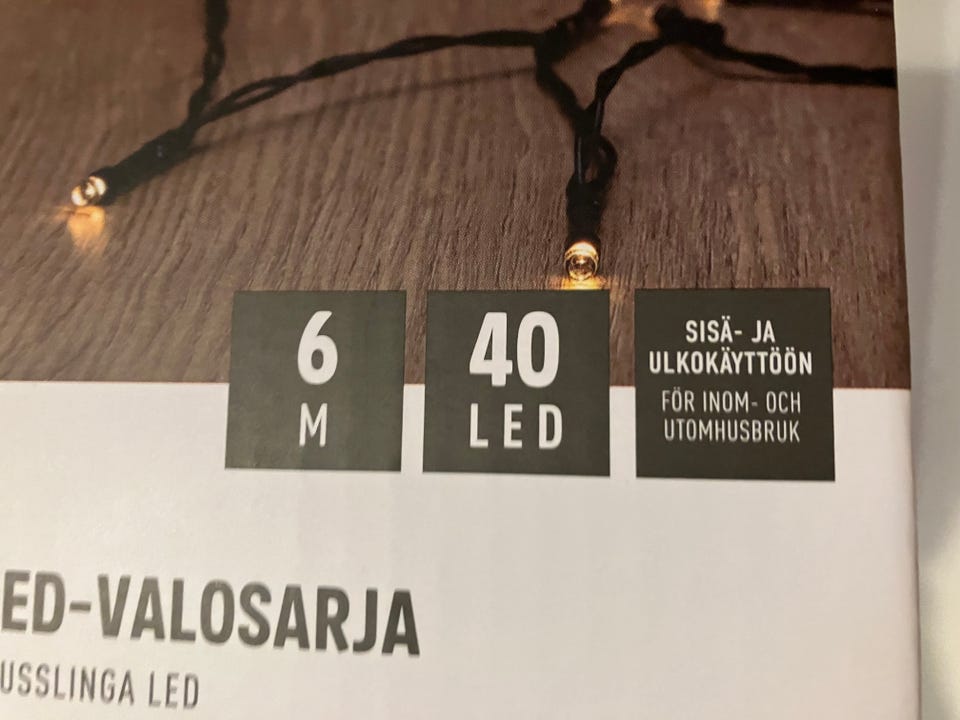 6
M
40
LED
SISÄ- JA
ULKOKÄYTTÖÖN
FÖR INOM- OCH
UTOMHUSBRUK
ED-VALOSARJA
USSLINGA LED